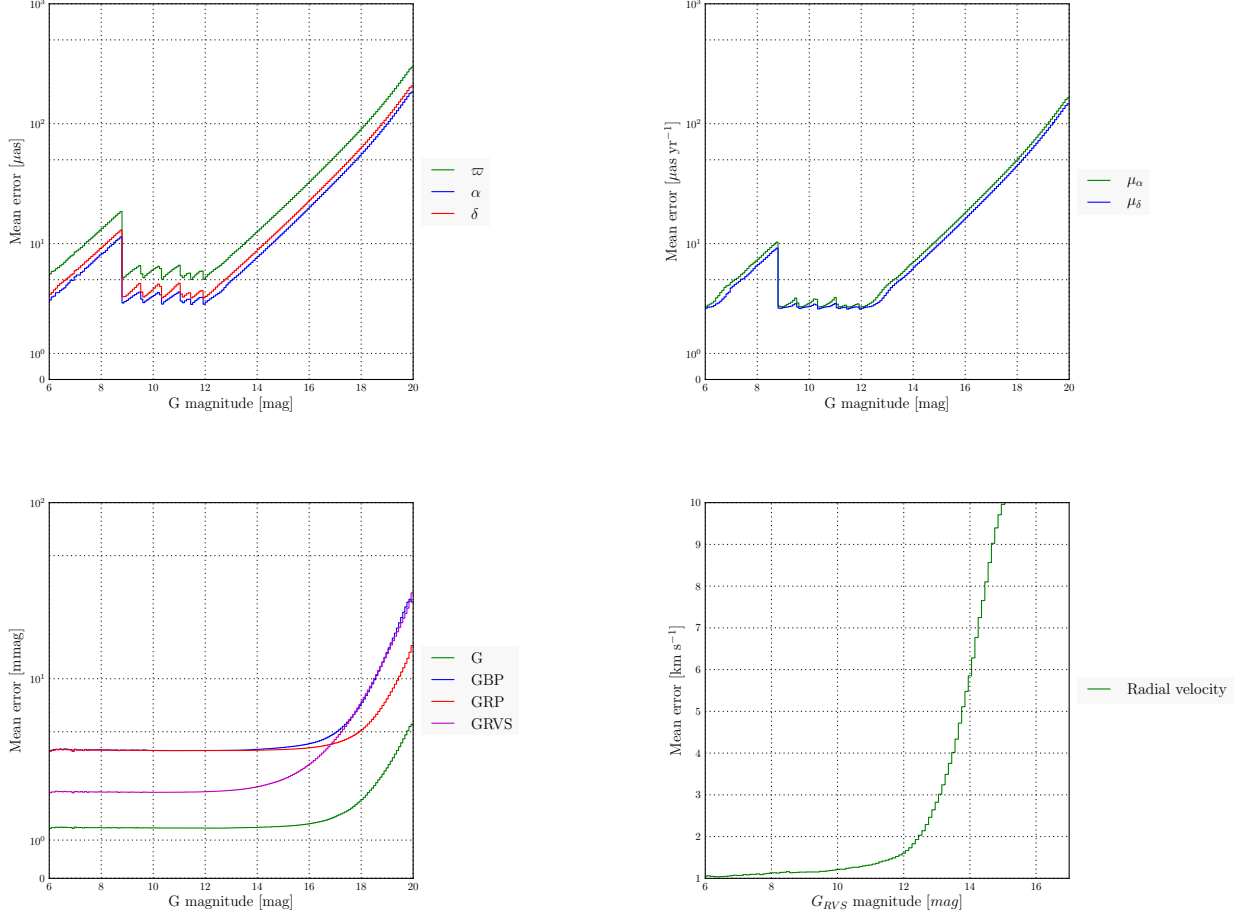 10³
10²
10¹
10⁰
0
6 8 10 12 14 16 18 20
G magnitude [mag]
Mean error [μas]
ϖ
α
δ
10³
10²
10¹
10⁰
0
6 8 10 12 14 16 18 20
G magnitude [mag]
Mean error [μas yr⁻¹]
μα
μδ
10²
10¹
10⁰
0
6 8 10 12 14 16 18 20
G magnitude [mag]
Mean error [mmag]
G
GBP
GRP
GRVS
10
9
8
7
6
5
4
3
2
1
6 8 10 12 14 16
G_RVS magnitude [mag]
Mean error [km s⁻¹]
Radial velocity